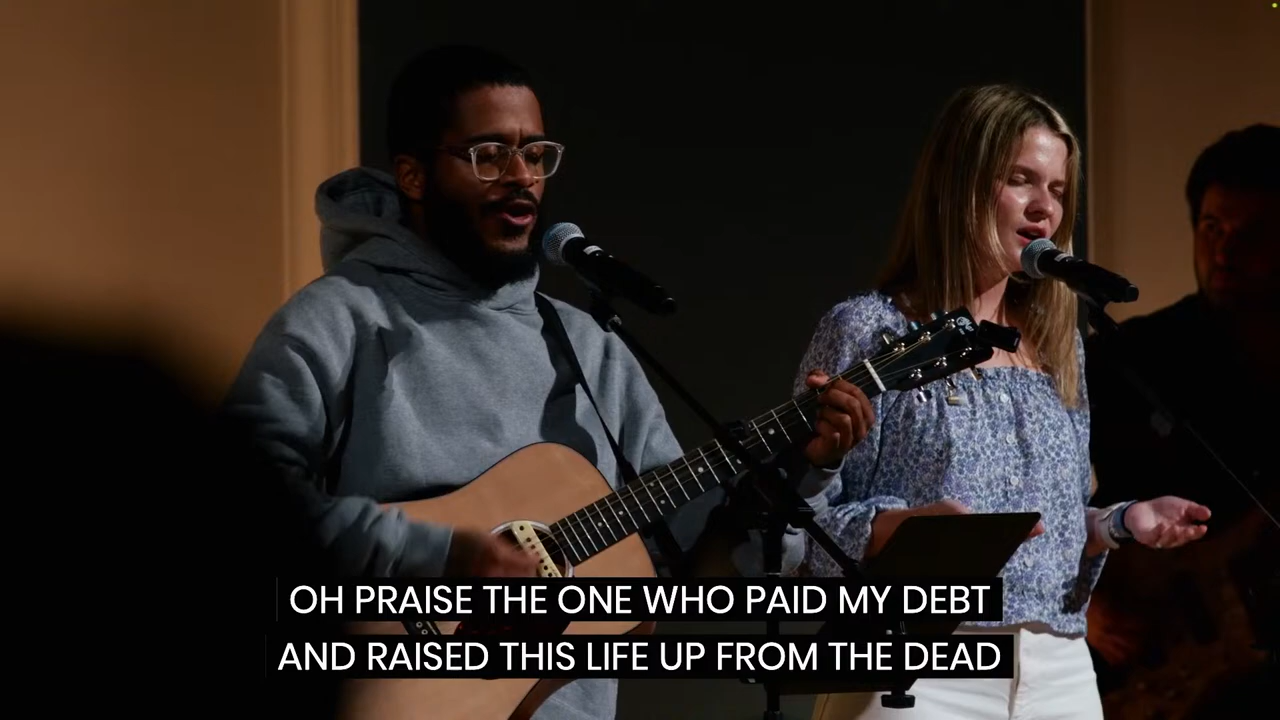 OH PRAISE THE ONE WHO PAID MY DEBT
AND RAISED THIS LIFE UP FROM THE DEAD